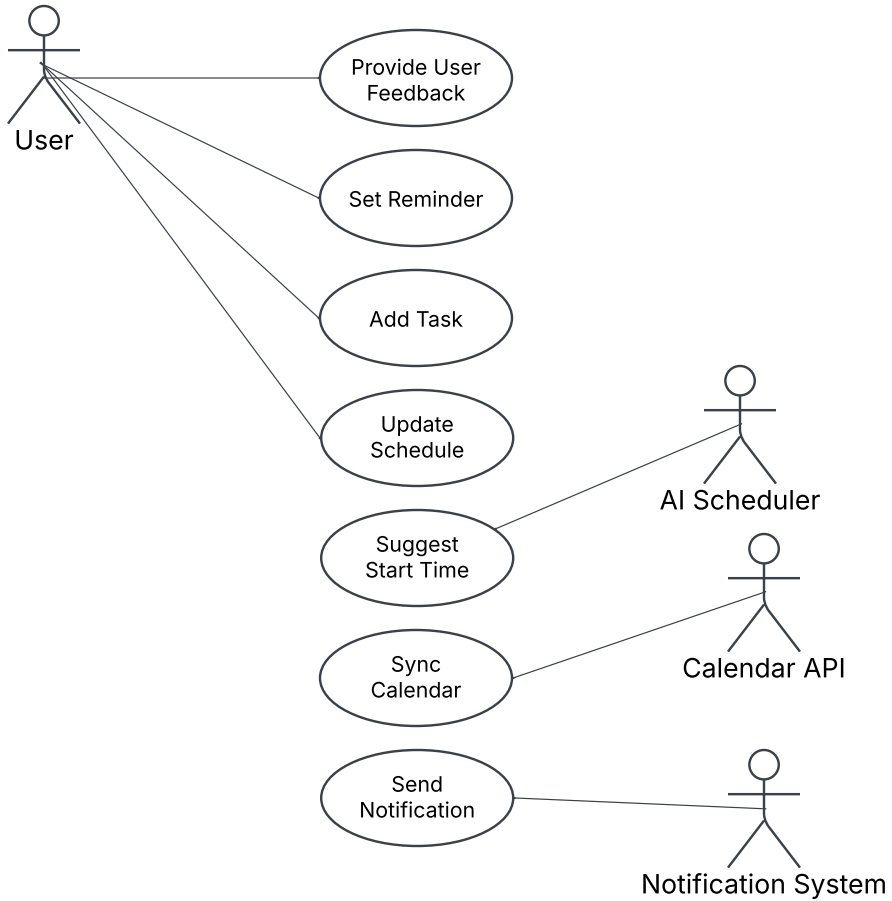 Provide User
Feedback
User
Set Reminder
Add Task
Update
Schedule
AI Scheduler
Suggest
Start Time
Calendar API
Sync
Calendar
Send
Notification
Notification System